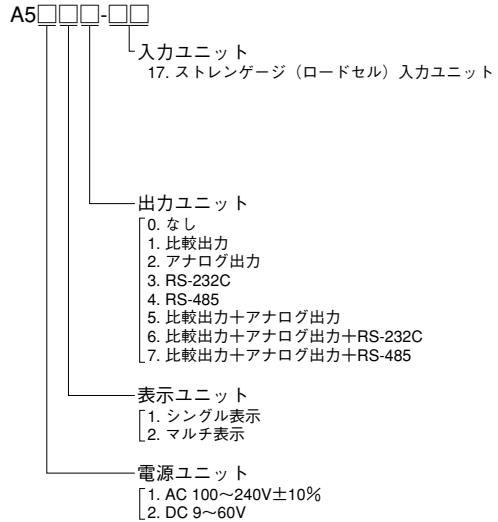 A5□□□-□□
入力ユニット
17. ストレンゲージ（ロードセル）入力ユニット
出力ユニット
0. なし
1. 比較出力
2. アナログ出力
3. RS-232C
4. RS-485
5. 比較出力＋アナログ出力
6. 比較出力＋アナログ出力＋RS-232C
7. 比較出力＋アナログ出力＋RS-485
表示ユニット
1. シングル表示
2. マルチ表示
電源ユニット
1. AC 100～240V±10％
2. DC 9～60V